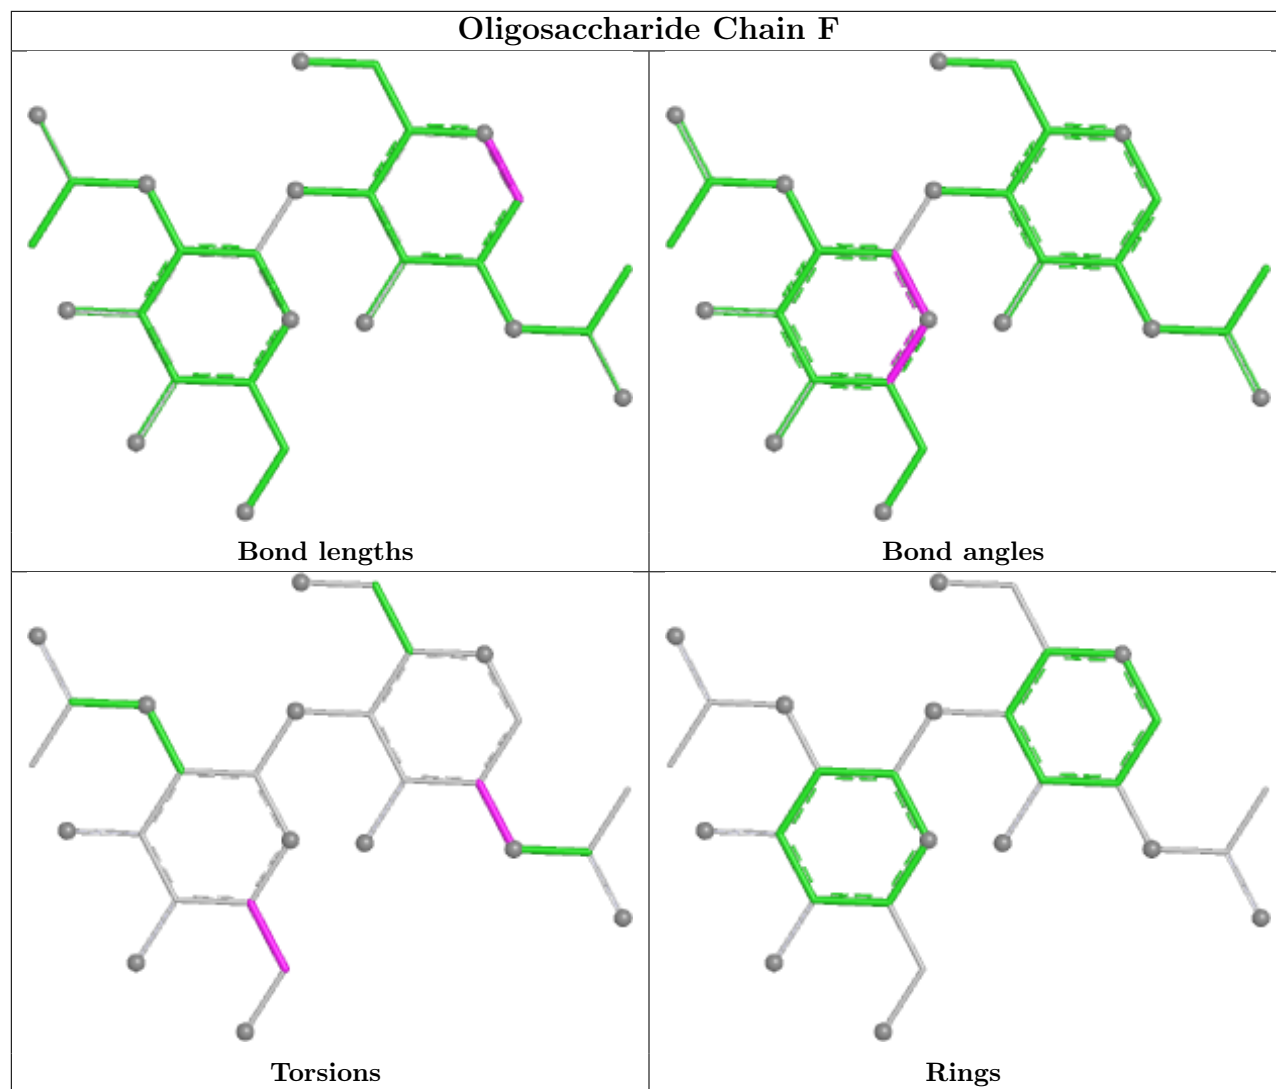 Oligosaccharide Chain F
Bond lengths
Bond angles
Torsions
Rings